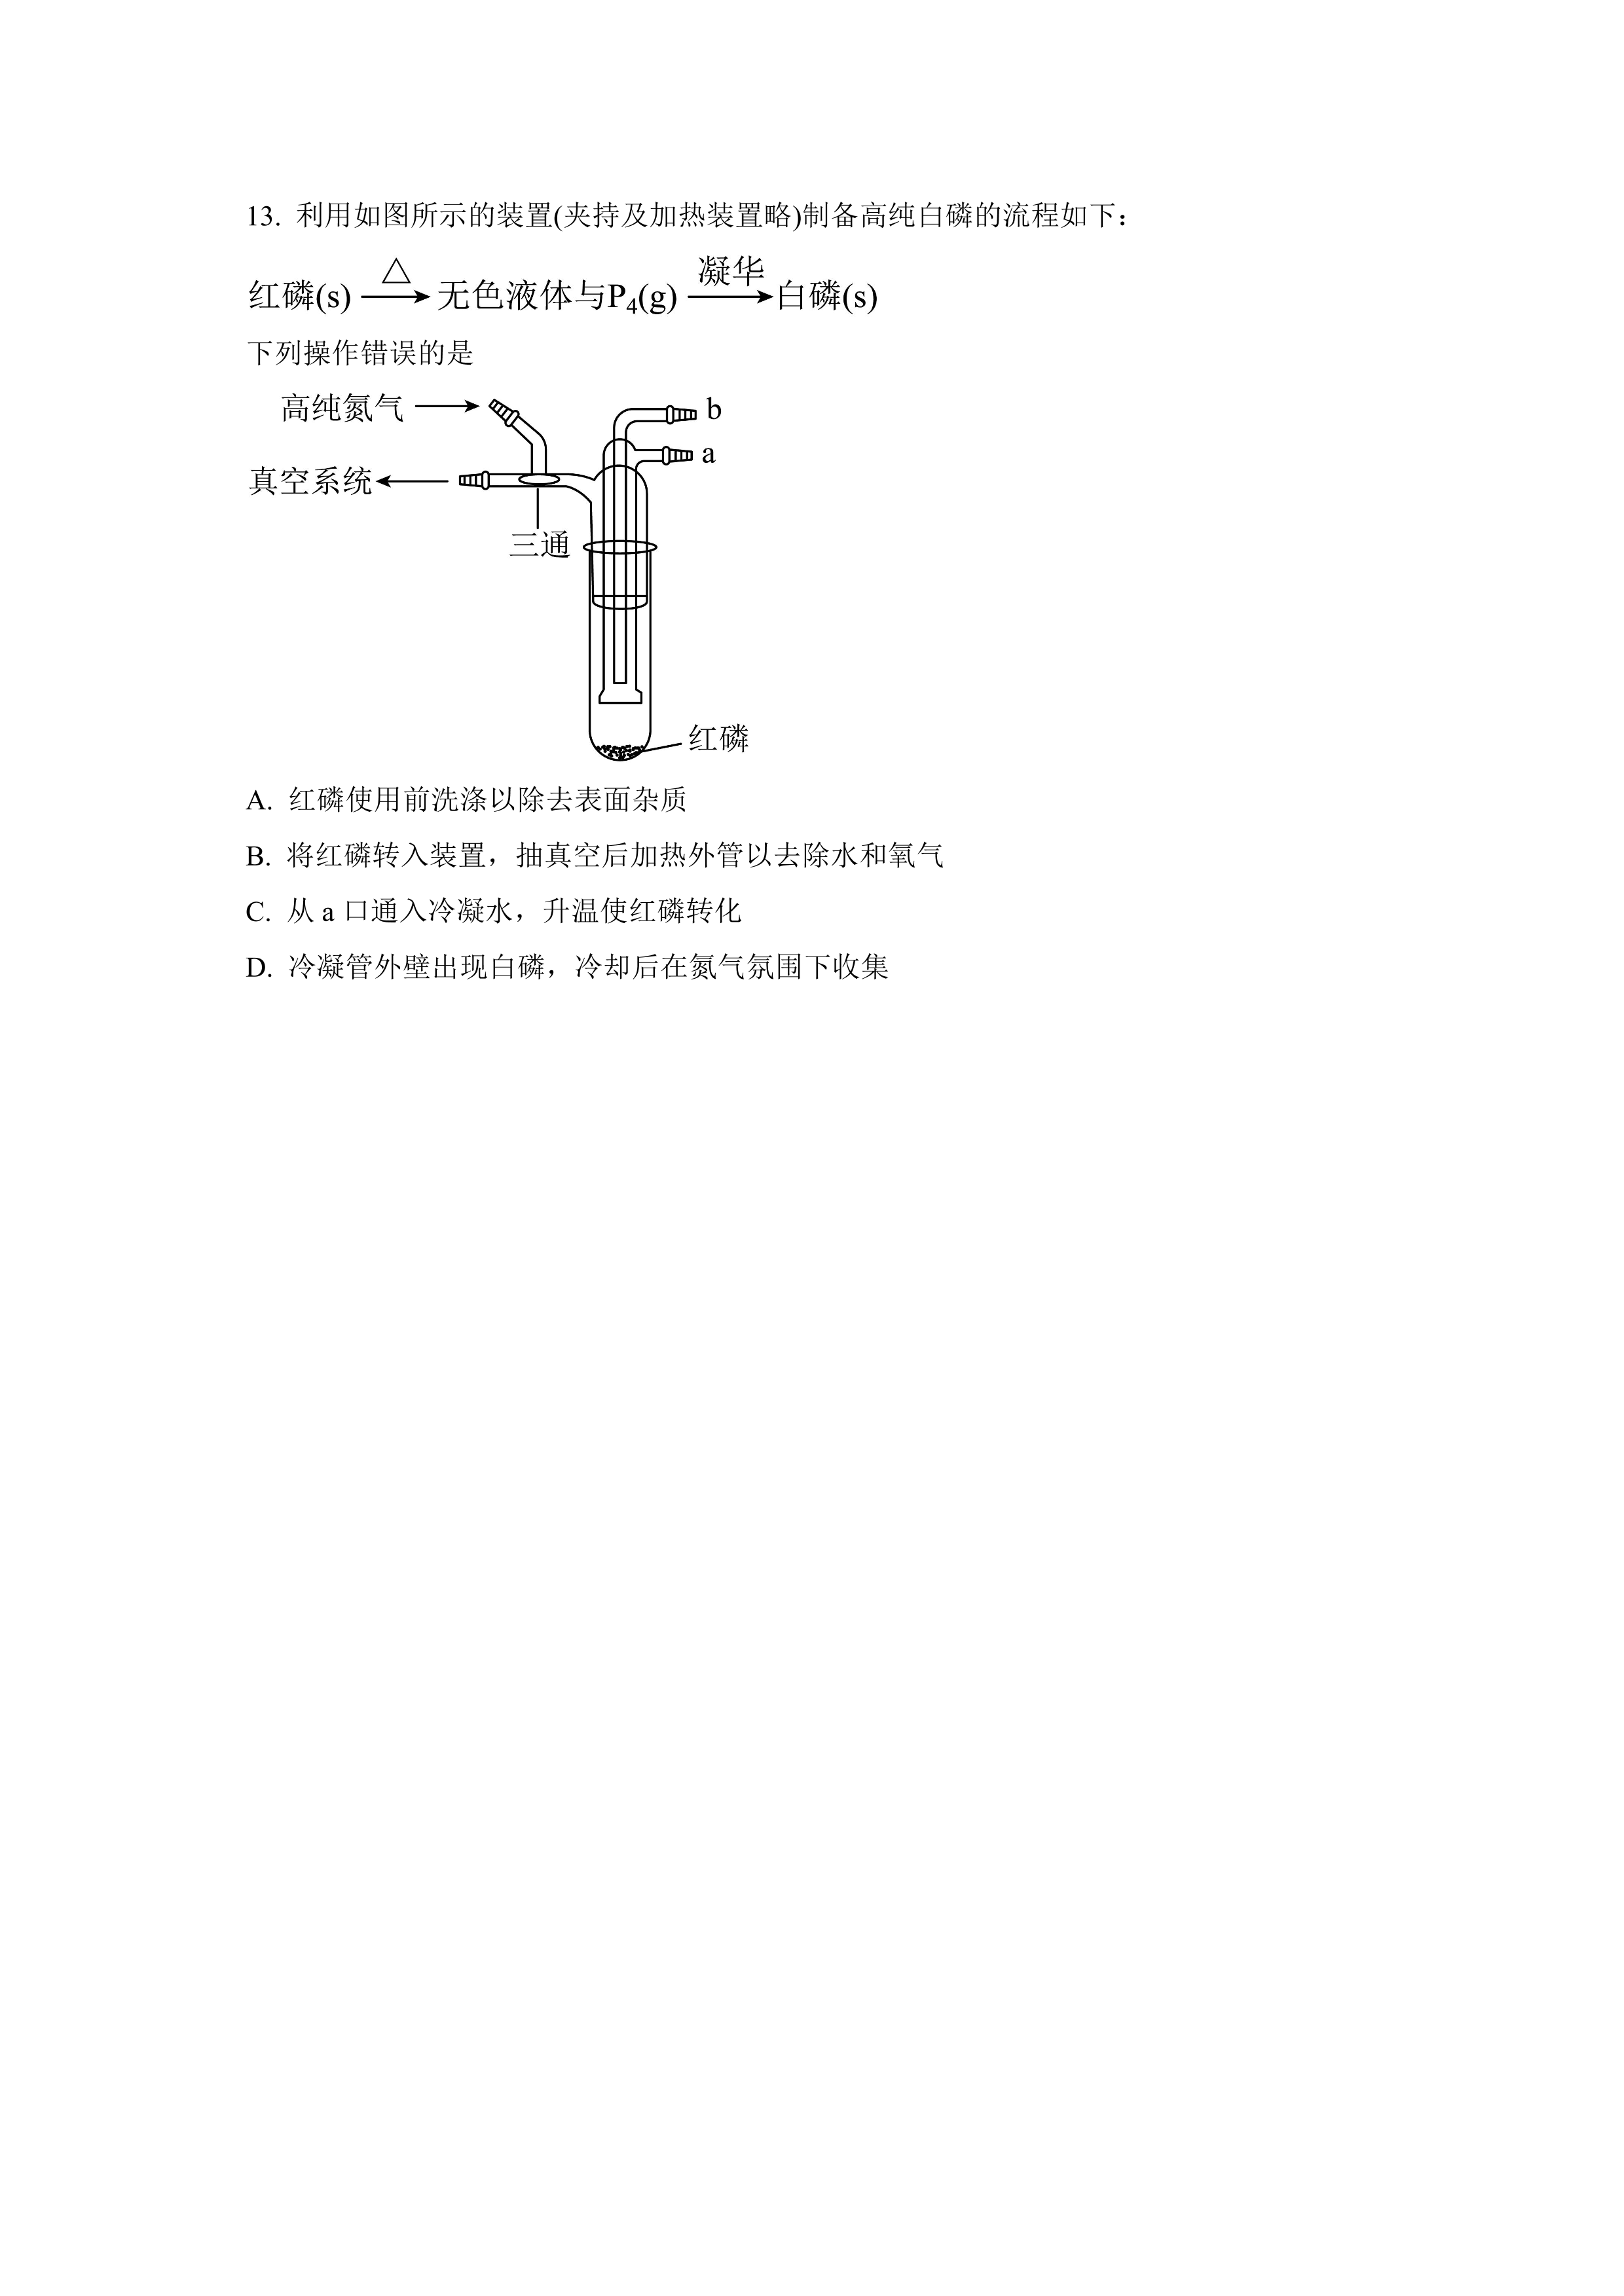 13. 利用如图所示的装置(夹持及加热装置略)制备高纯白磷的流程如下：
△ 凝华
红磷(s) ⟶ 无色液体与P₄(g) ⟶ 白磷(s)
下列操作错误的是
高纯氮气
b
a
真空系统
三通
红磷
A. 红磷使用前洗涤以除去表面杂质
B. 将红磷转入装置，抽真空后加热外管以去除水和氧气
C. 从 a 口通入冷凝水，升温使红磷转化
D. 冷凝管外壁出现白磷，冷却后在氮气氛围下收集